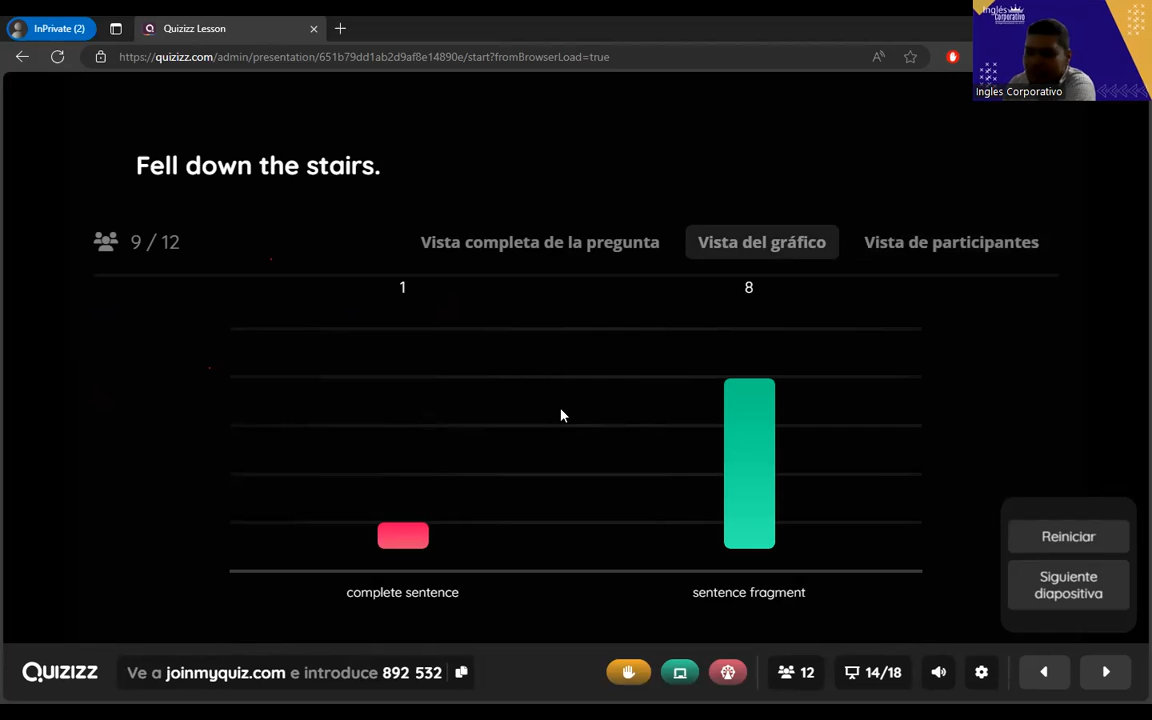 InPrivate (2)
Quizizz Lesson
https://quizizz.com/admin/presentation/651b79dd1ab2d9af8e14890e/start?fromBrowserLoad=true
Inglés
Corporativo
Ingles Corporativo
Fell down the stairs.
9 / 12
Vista completa de la pregunta
Vista del gráfico
Vista de participantes
1
8
complete sentence
sentence fragment
Reiniciar
Siguiente
diapositiva
QUIZIZZ
Ve a joinmyquiz.com e introduce 892 532
12
14/18